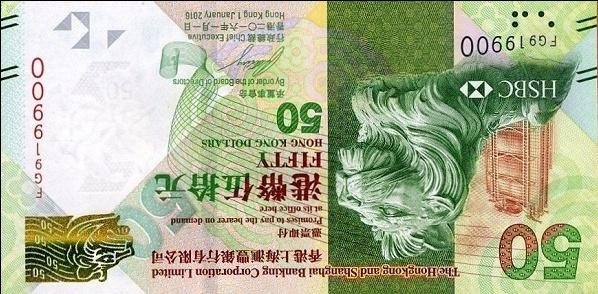 The Hongkong and Shanghai Banking Corporation Limited
香港上海滙豐銀行有限公司
憑票即付
Promises to pay the bearer on demand
at its office here
港幣伍拾元
FIFTY
HONG KONG DOLLARS
50
承董事會命
By order of the Board of Directors
行政總裁 Chief Executive
香港二〇一六年一月一日
Hong Kong 1 January 2016
50
HSBC
FG919900
FG919900
50
50
50